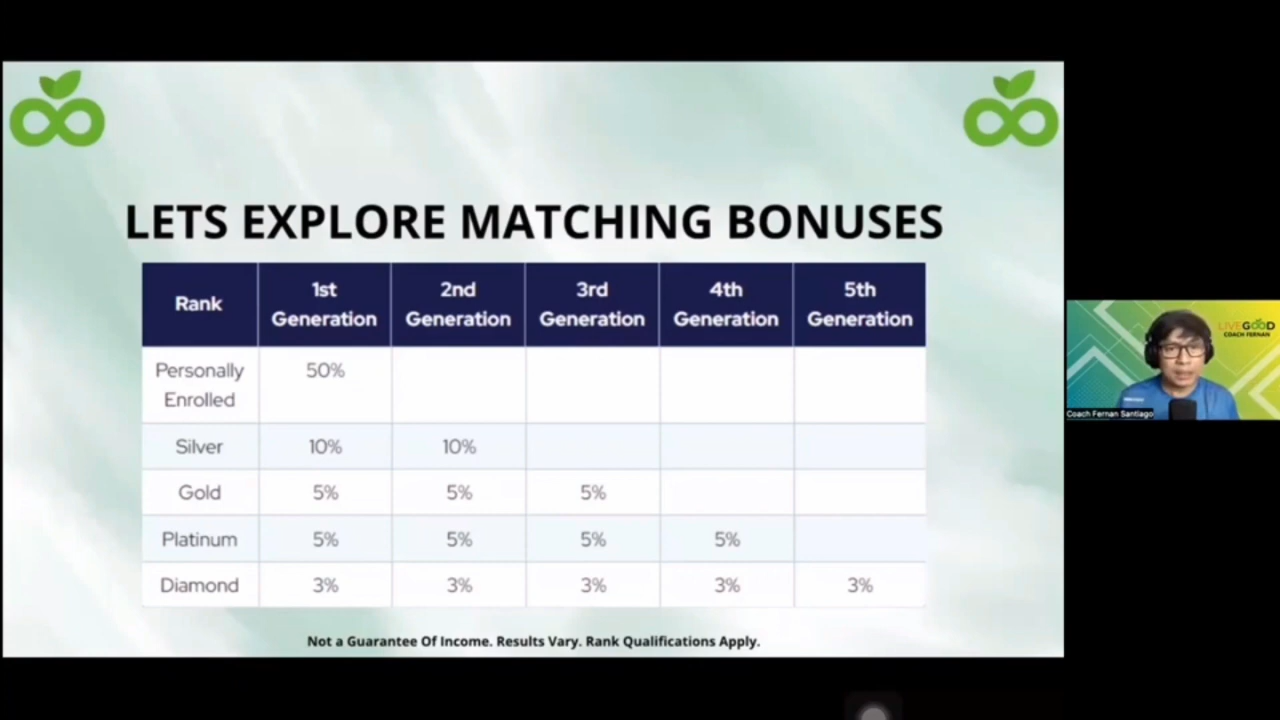 LETS EXPLORE MATCHING BONUSES
Rank 1st Generation 2nd Generation 3rd Generation 4th Generation 5th Generation
Personally Enrolled 50%
Silver 10% 10%
Gold 5% 5% 5%
Platinum 5% 5% 5% 5%
Diamond 3% 3% 3% 3% 3%
Not a Guarantee Of Income. Results Vary. Rank Qualifications Apply.
LIVEGOOD
COACH FERNAN
Coach Fernan Santiago